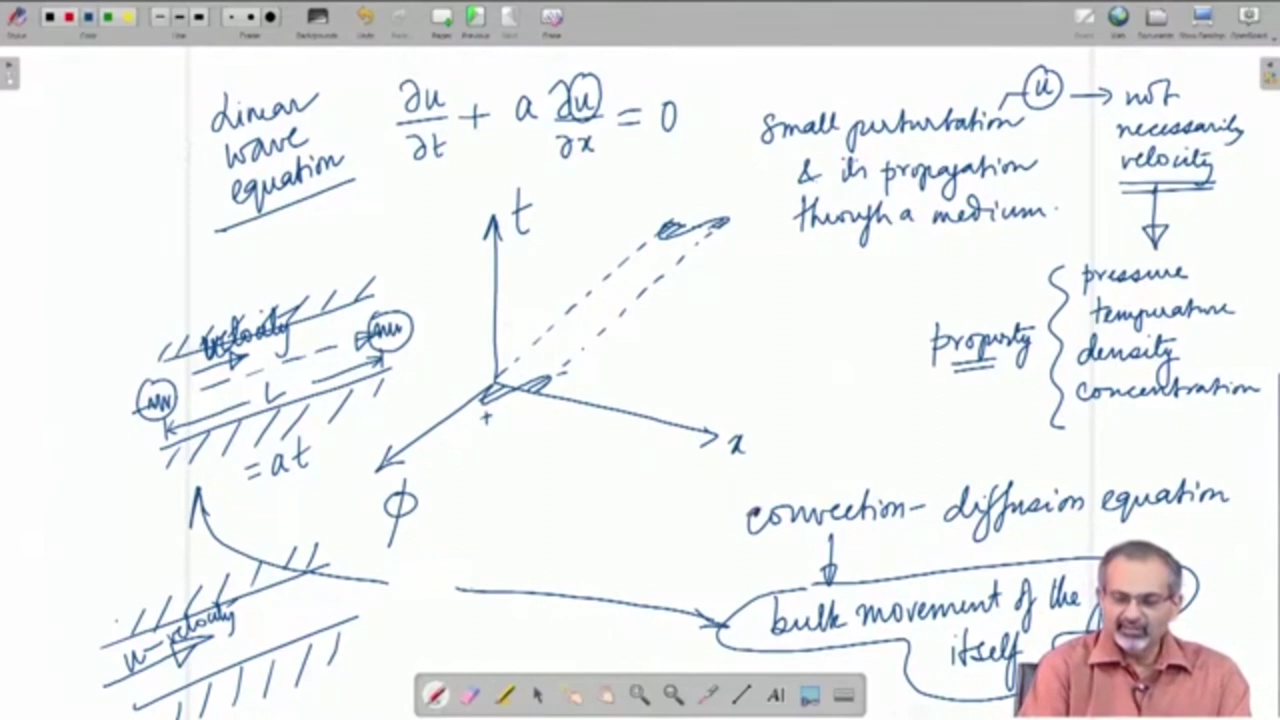 Linear
wave
equation
∂u/∂t + a ∂u/∂x = 0
u → not
necessarily
velocity
small perturbation
& its propagation
through a medium.
t
x
ϕ
velocity
L
= at
property
pressure
temperature
density
concentration
convection- diffusion equation
bulk movement of the
itself
u-velocity